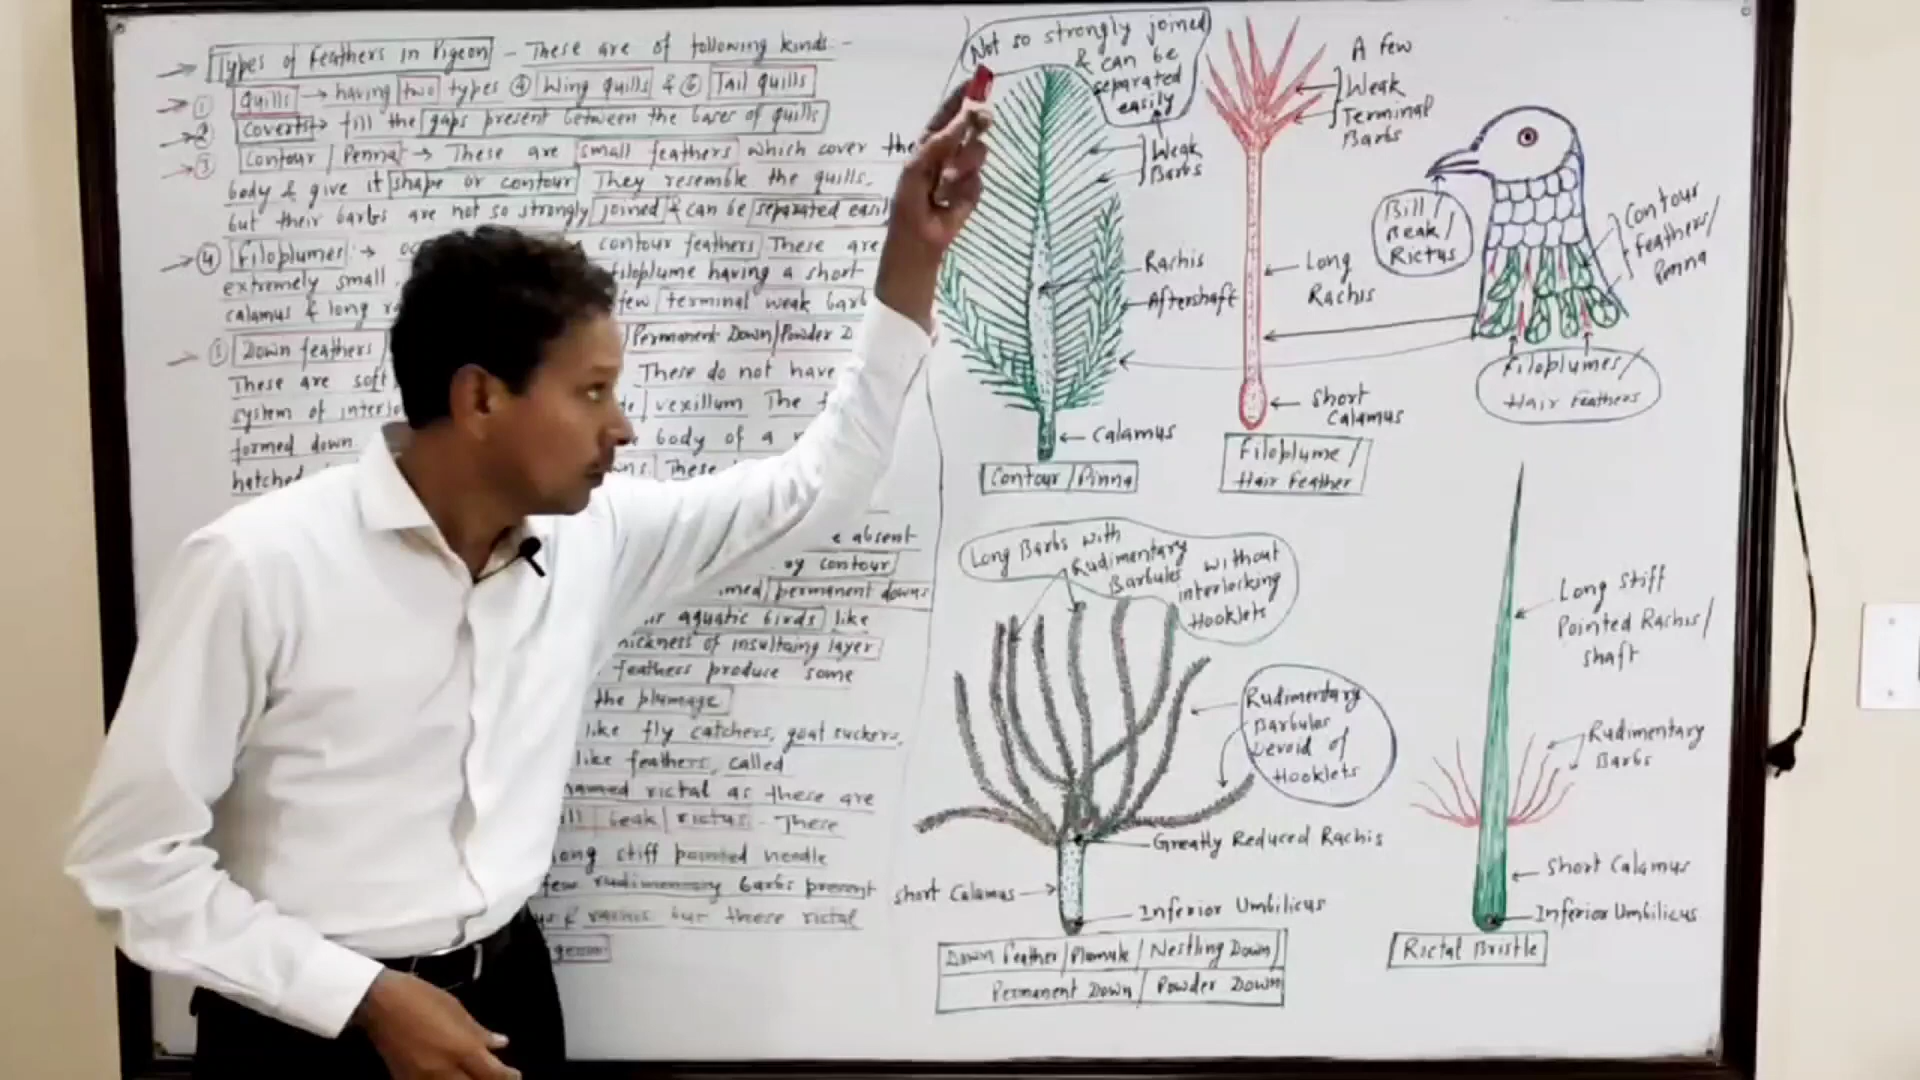 Types of Feathers in Pigeon - These are of following kinds -
① Quills → having two types ⓐ Wing quills & ⓑ Tail quills
② Coverts → fill the gaps present between the bases of quills
③ Contour / Penna → These are small feathers which cover the
body & give it shape or contour They resemble the quills.
but their barbs are not so strongly joined & can be separated easil
④ Filoplumes → contour feathers These are
extremely small filoplume having a short
calamus & long few terminal weak barb
⑤ Down feathers / Permanent Down / Powder D
These are soft These do not have
system of vexillum The
formed down body of a
hatched These
e absent
by contour
permanent downs
aquatic birds like
thickness of insultaing layer
feathers produce some
the plumage
like fly catchers, goat suckers,
like feathers, called
named rictal as these are
beak / rictus - These
long stiff pointed needle
few rudimentary barbs present
& rachis but these rictal
Not so strongly joined
& can be
separated
easily
Weak
Barbs
Rachis
Aftershaft
Calamus
Contour / Pinna
A few
Weak
Terminal
Barbs
Long
Rachis
Short
Calamus
Filoplume /
Hair Feather
Bill /
Beak /
Rictus
Contour
Feathers /
Pinna
Filoplumes /
Hair Feathers
Long Barbs with
Rudimentary
Barbules without
interlocking
Hooklets
Rudimentary
Barbules
Devoid of
Hooklets
Greatly Reduced Rachis
Short Calamus
Inferior Umbilicus
Down Feather / Plumule / Nestling Down /
Permanent Down / Powder Down
Long Stiff
Pointed Rachis /
Shaft
Rudimentary
Barbs
Short Calamus
Inferior Umbilicus
Rictal Bristle